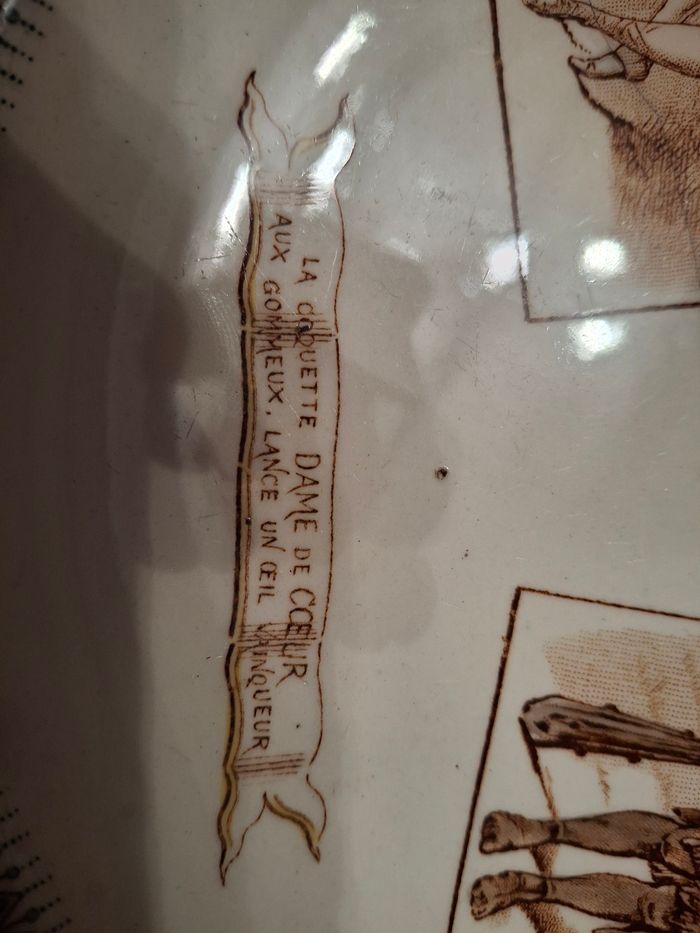 LA COQUETTE DAME DE CŒUR
AUX GOMMEUX, LANCE UN ŒIL VAINQUEUR